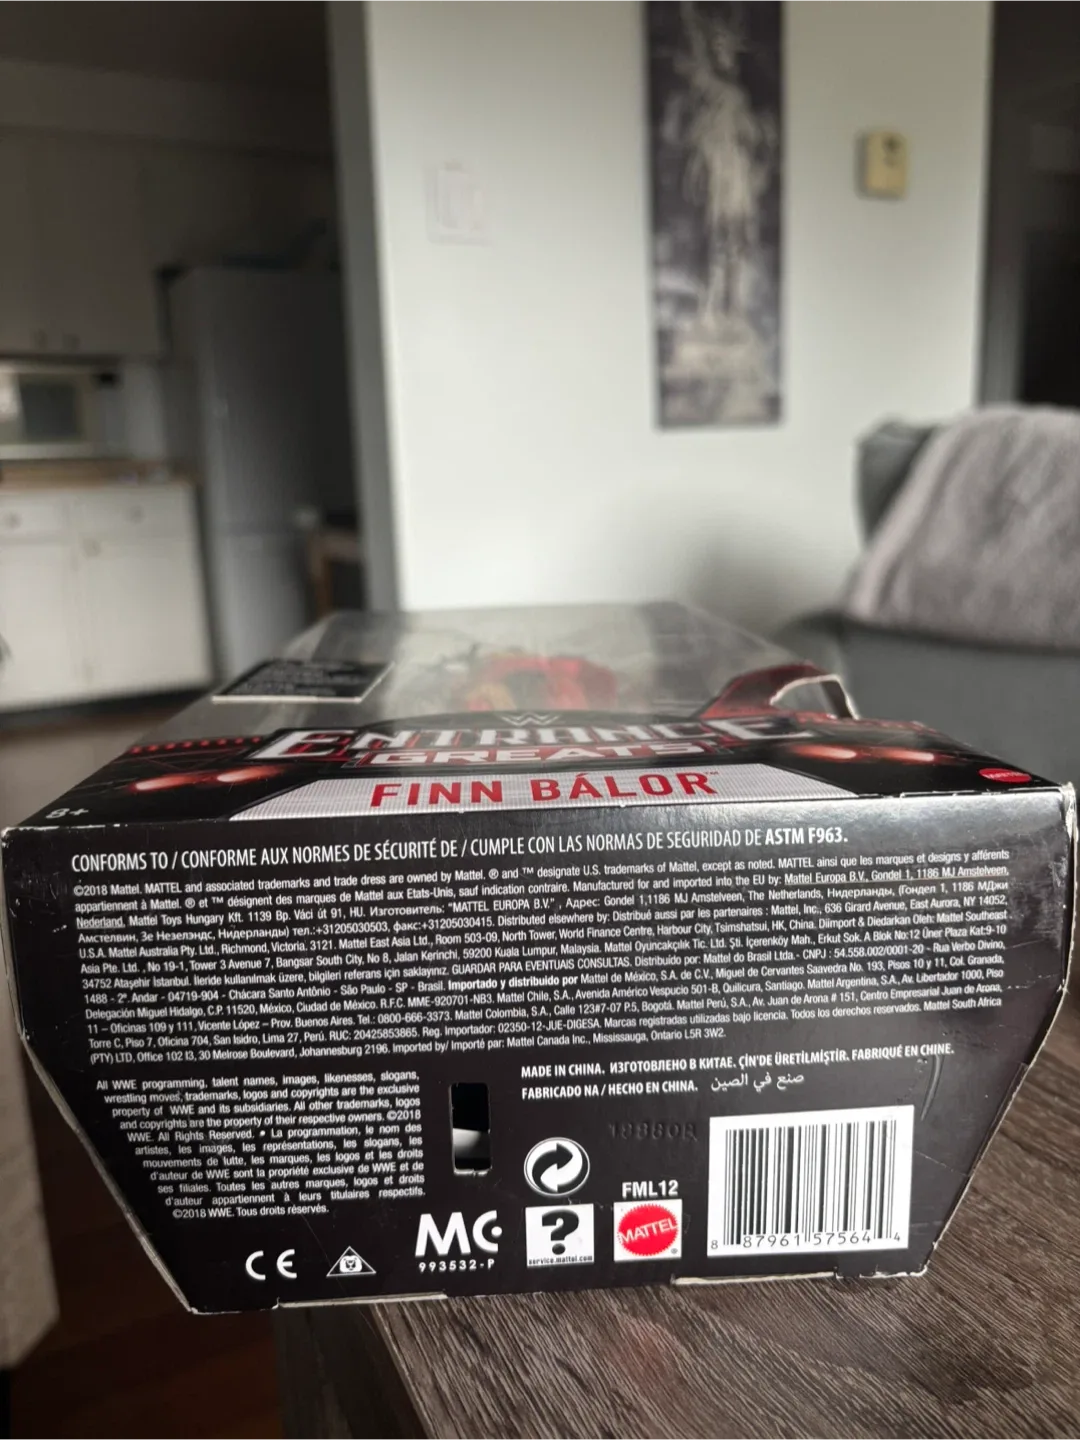 W
ENTRANCE
GREATS
FINN BÁLOR™
MATTEL
8+
CONFORMS TO / CONFORME AUX NORMES DE SÉCURITÉ DE / CUMPLE CON LAS NORMAS DE SEGURIDAD DE ASTM F963.
©2018 Mattel. MATTEL and associated trademarks and trade dress are owned by Mattel. ® and ™ designate U.S. trademarks of Mattel, except as noted. MATTEL ainsi que les marques et designs y afférents
appartiennent à Mattel. ® et ™ désignent des marques de Mattel aux Etats-Unis, sauf indication contraire. Manufactured for and imported into the EU by: Mattel Europa B.V., Gondel 1, 1186 MJ Amstelveen,
Nederland. Mattel Toys Hungary Kft. 1139 Bp. Váci út 91, HU. Изготовитель: "MATTEL EUROPA B.V.", Адрес: Gondel 1,1186 MJ Amstelveen, The Netherlands, Нидерланды, (Гондел 1, 1186 МДжи
Амстелвин, Зе Незелэндс, Нидерланды) тел.:+31205030503, факс:+31205030415. Distributed elsewhere by: Distribué aussi par les partenaires : Mattel, Inc., 636 Girard Avenue, East Aurora, NY 14052,
U.S.A. Mattel Australia Pty. Ltd., Richmond, Victoria. 3121. Mattel East Asia Ltd., Room 503-09, North Tower, World Finance Centre, Harbour City, Tsimshatsui, HK, China. Diimport & Diedarkan Oleh: Mattel Southeast
Asia Pte. Ltd., No 19-1, Tower 3 Avenue 7, Bangsar South City, No 8, Jalan Kerinchi, 59200 Kuala Lumpur, Malaysia. Mattel Oyuncakçılık Tic. Ltd. Şti. İçerenköy Mah., Erkut Sok. A Blok No:12 Üner Plaza Kat:9-10
34752 Ataşehir İstanbul. İleride kullanılmak üzere, bilgileri referans için saklayınız. GUARDAR PARA EVENTUAIS CONSULTAS. Distribuido por: Mattel do Brasil Ltda. - CNPJ : 54.558.002/0001-20 - Rua Verbo Divino,
1488 - 2º. Andar - 04719-904 - Chácara Santo Antônio - São Paulo - SP - Brasil. Importado y distribuido por Mattel de México, S.A. de C.V., Miguel de Cervantes Saavedra No. 193, Pisos 10 y 11, Col. Granada,
Delegación Miguel Hidalgo, C.P. 11520, México, Ciudad de México. R.F.C. MME-920701-NB3. Mattel Chile, S.A., Avenida Américo Vespucio 501-B, Quilicura, Santiago. Mattel Argentina, S.A., Av. Libertador 1000, Piso
11 – Oficinas 109 y 111, Vicente López – Prov. Buenos Aires. Tel.: 0800-666-3373. Mattel Colombia, S.A., Calle 123#7-07 P.5, Bogotá. Mattel Perú, S.A., Av. Juan de Arona # 151, Centro Empresarial Juan de Arona,
Torre C, Piso 7, Oficina 704, San Isidro, Lima 27, Perú. RUC: 20425853865. Reg. Importador: 02350-12-JUE-DIGESA. Marcas registradas utilizadas bajo licencia. Todos los derechos reservados. Mattel South Africa
(PTY) LTD, Office 102 I3, 30 Melrose Boulevard, Johannesburg 2196. Imported by/ Importé par: Mattel Canada Inc., Mississauga, Ontario L5R 3W2.
All WWE programming, talent names, images, likenesses, slogans,
wrestling moves, trademarks, logos and copyrights are the exclusive
property of WWE and its subsidiaries. All other trademarks, logos
and copyrights are the property of their respective owners. ©2018
WWE. All Rights Reserved. • La programmation, le nom des
artistes, les images, les représentations, les slogans, les
mouvements de lutte, les marques, les logos et les droits
d'auteur de WWE sont la propriété exclusive de WWE et de
ses filiales. Toutes les autres marques, logos et droits
d'auteur appartiennent à leurs titulaires respectifs.
©2018 WWE. Tous droits réservés.
MADE IN CHINA. ИЗГОТОВЛЕНО В КИТАЕ. ÇİN'DE ÜRETİLMİŞTİR. FABRIQUÉ EN CHINE.
FABRICADO NA / HECHO EN CHINA. صنع في الصين
FML12
MATTEL
®
?
service.mattel.com
MC
993532-P
CE
8 87961 57564 4